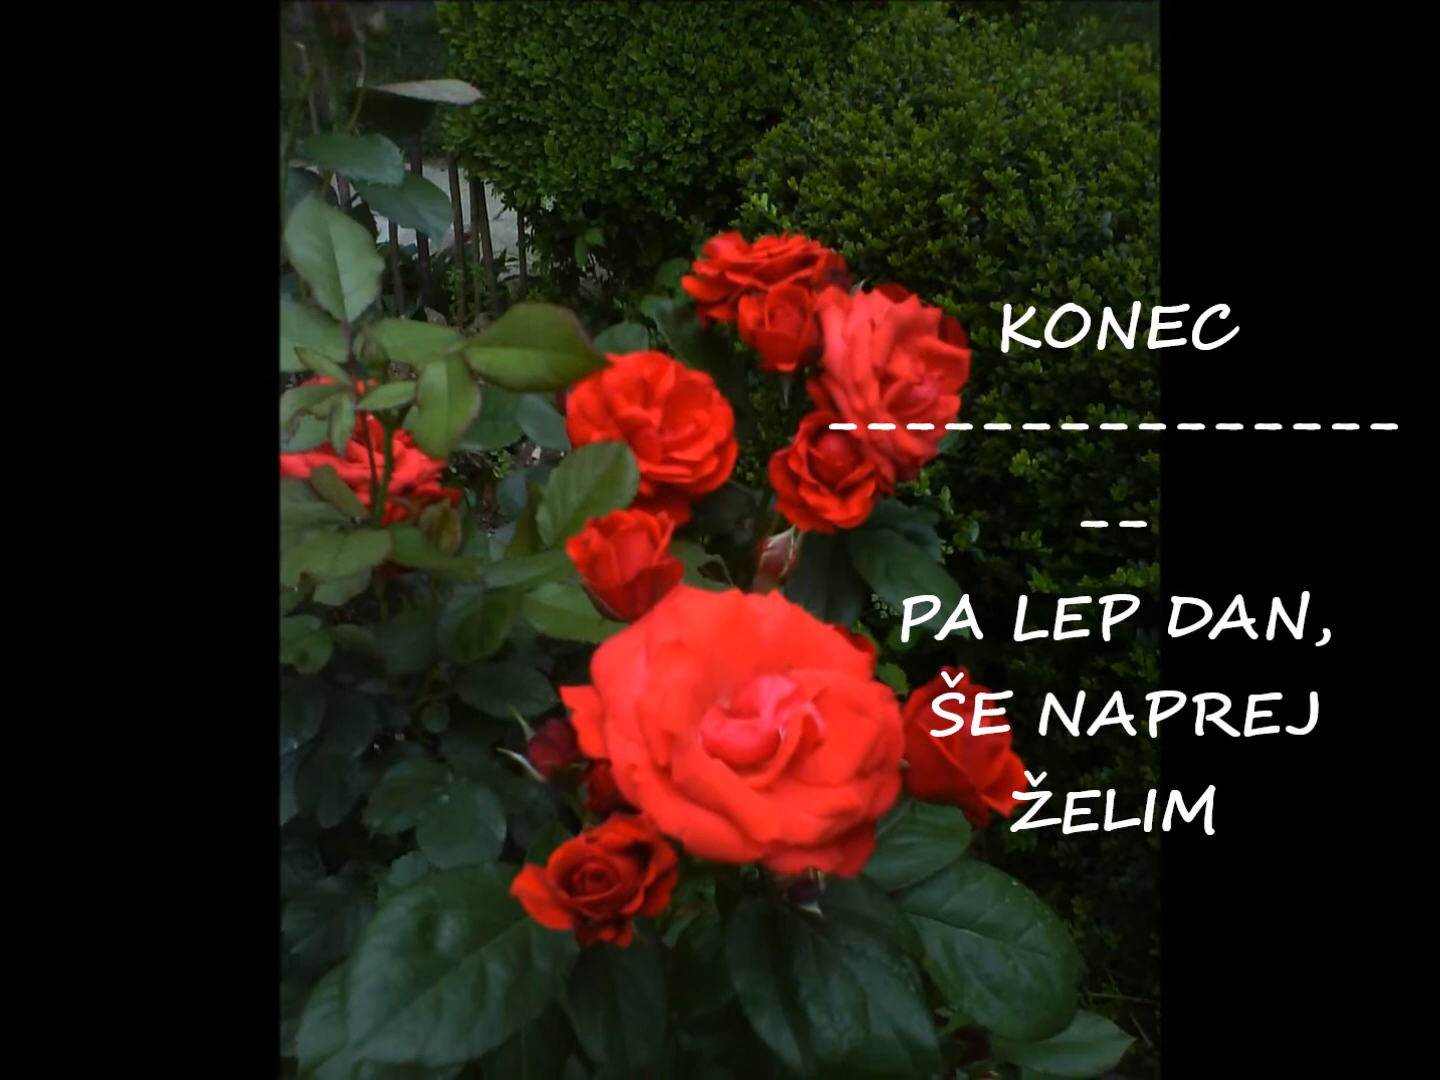 KONEC
----------------
--
PA LEP DAN,
ŠE NAPREJ
ŽELIM